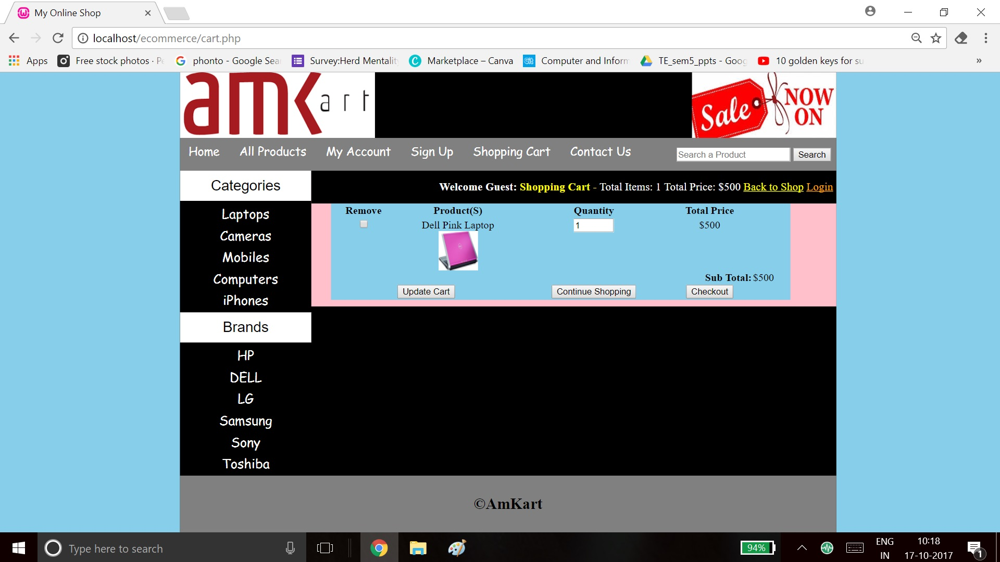 My Online Shop
localhost/ecommerce/cart.php
Apps Free stock photos · Pe phonto - Google Sea Survey:Herd Mentalit Marketplace – Canva Computer and Inform TE_sem5_ppts - Goog 10 golden keys for su »
amkart
Sale NOW ON
Home All Products My Account Sign Up Shopping Cart Contact Us Search a Product Search
Categories
Welcome Guest: Shopping Cart - Total Items: 1 Total Price: $500 Back to Shop Login
Laptops
Cameras
Mobiles
Computers
iPhones
Remove Product(S) Quantity Total Price
Dell Pink Laptop 1 $500
Sub Total: $500
Update Cart Continue Shopping Checkout
Brands
HP
DELL
LG
Samsung
Sony
Toshiba
©AmKart
Type here to search
94%
ENG
IN
10:18
17-10-2017
1